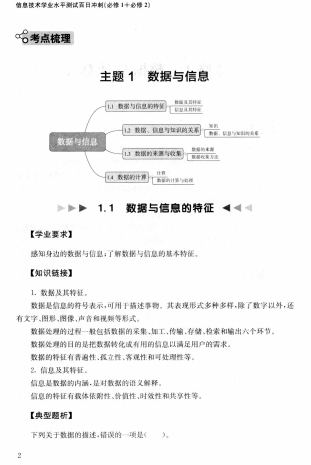 信息技术学业水平测试百日冲刺(必修1+必修2)
考点梳理
主题1 数据与信息
数据与信息
1.1 数据与信息的特征
数据及其特征
信息及其特征
1.2 数据、信息与知识的关系
知识
数据、信息与知识的关系
1.3 数据的来源与收集
数据的来源
数据收集方法
1.4 数据的计算
计算
数据的计算与处理
1.1 数据与信息的特征
【学业要求】
感知身边的数据与信息;了解数据与信息的基本特征。
【知识链接】
1. 数据及其特征。
数据是信息的符号表示,可用于描述事物。其表现形式多种多样,除了数字以外,还
有文字、图形、图像、声音和视频等形式。
数据处理的过程一般包括数据的采集、加工、传输、存储、检索和输出六个环节。
数据处理的目的是把数据转化成有用的信息以满足用户的需求。
数据的特征有普遍性、孤立性、客观性和可处理性等。
2. 信息及其特征。
信息是数据的内涵,是对数据的语义解释。
信息的特征有载体依附性、价值性、时效性和共享性等。
【典型题析】
下列关于数据的描述,错误的一项是( )。
2